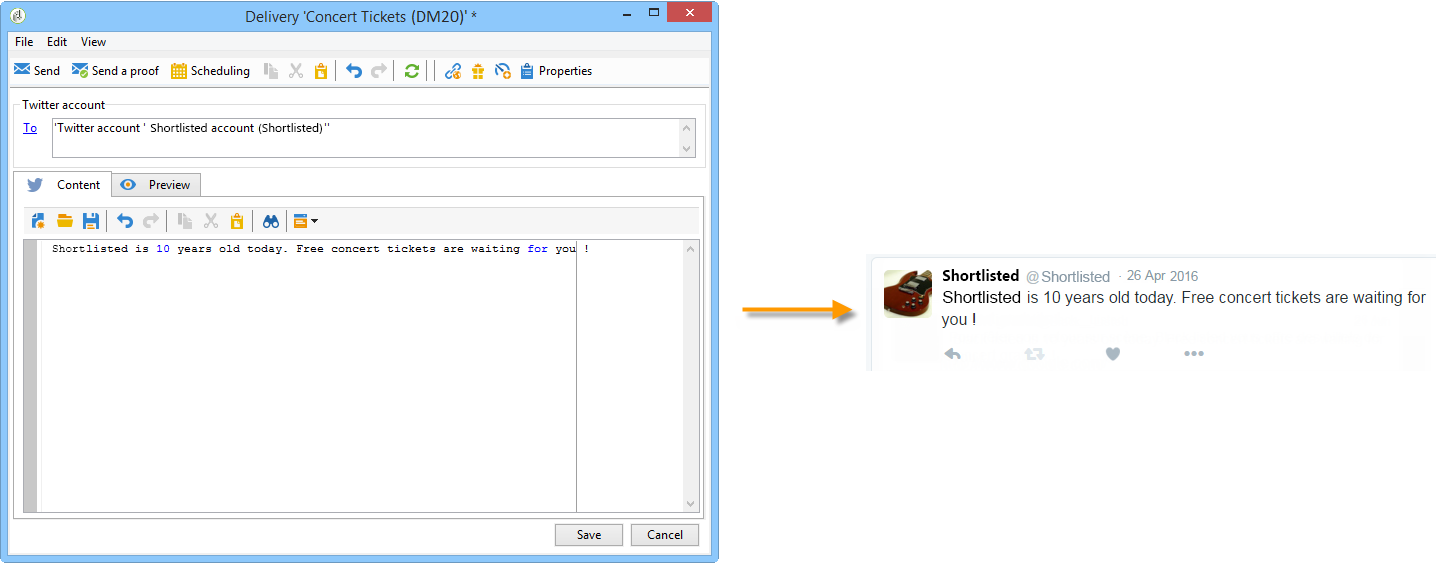 Delivery 'Concert Tickets (DM20)' *
File Edit View
Send Send a proof Scheduling Properties
Twitter account
To 'Twitter account ' Shortlisted account (Shortlisted)''
Content Preview
Shortlisted is 10 years old today. Free concert tickets are waiting for you !
Save Cancel
Shortlisted @Shortlisted · 26 Apr 2016
Shortlisted is 10 years old today. Free concert tickets are waiting for
you !